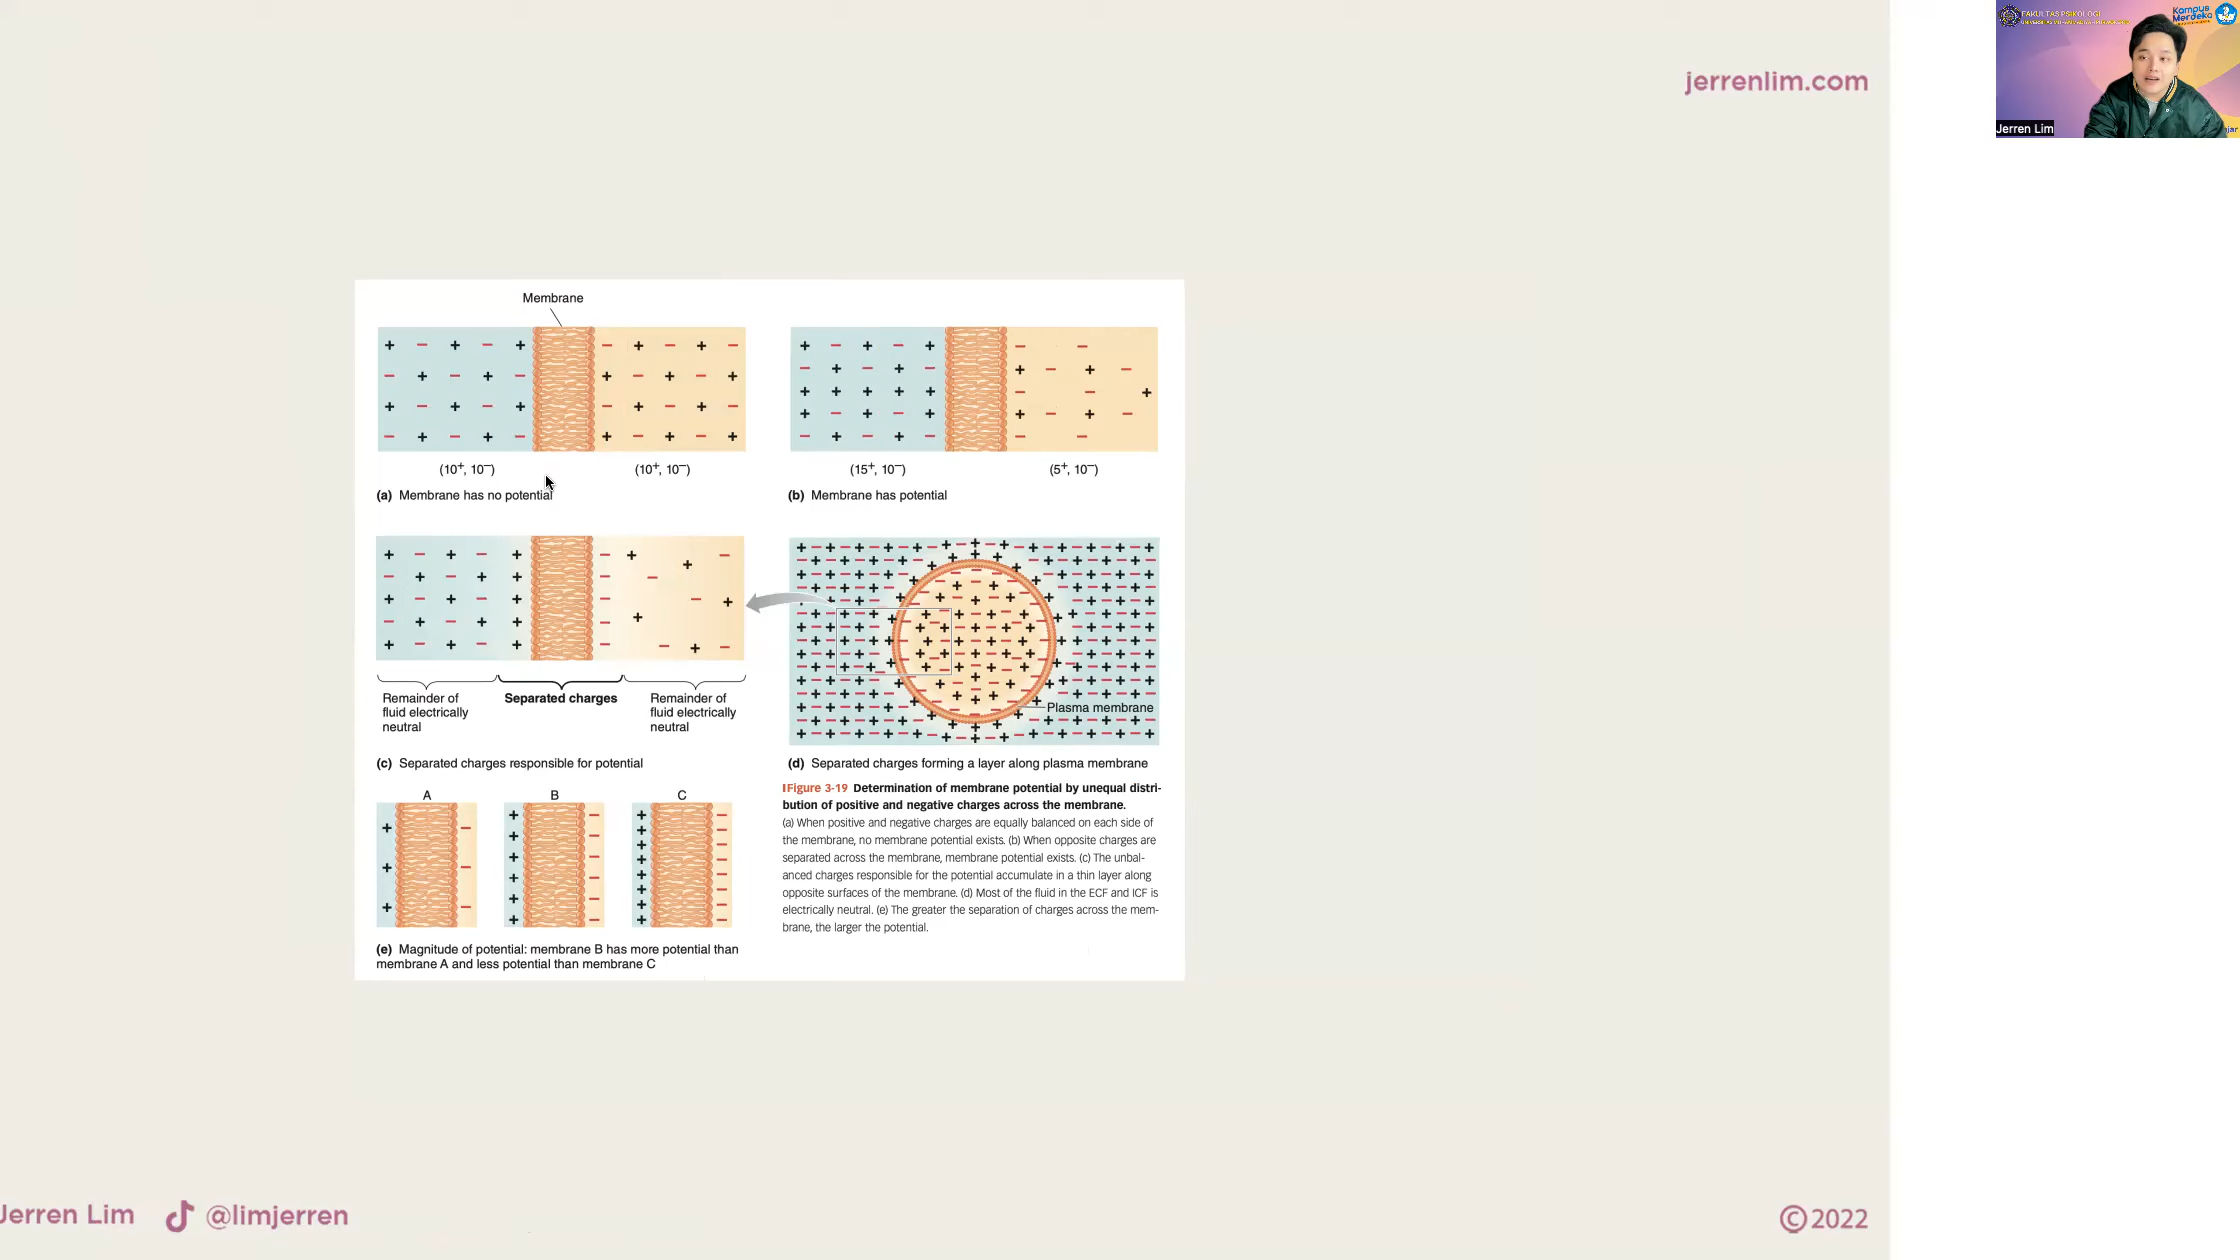 FAKULTAS PSIKOLOGI
Kampus
Merdeka
jerrenlim.com
Jerren Lim
Membrane
(10⁺, 10⁻)
(10⁺, 10⁻)
(15⁺, 10⁻)
(5⁺, 10⁻)
(a) Membrane has no potential
(b) Membrane has potential
Remainder of
fluid electrically
neutral
Separated charges
Remainder of
fluid electrically
neutral
Plasma membrane
(c) Separated charges responsible for potential
(d) Separated charges forming a layer along plasma membrane
A
B
C
(e) Magnitude of potential: membrane B has more potential than
membrane A and less potential than membrane C
Figure 3-19 Determination of membrane potential by unequal distri-
bution of positive and negative charges across the membrane.
(a) When positive and negative charges are equally balanced on each side of
the membrane, no membrane potential exists. (b) When opposite charges are
separated across the membrane, membrane potential exists. (c) The unbal-
anced charges responsible for the potential accumulate in a thin layer along
opposite surfaces of the membrane. (d) Most of the fluid in the ECF and ICF is
electrically neutral. (e) The greater the separation of charges across the mem-
brane, the larger the potential.
Jerren Lim
@limjerren
©2022